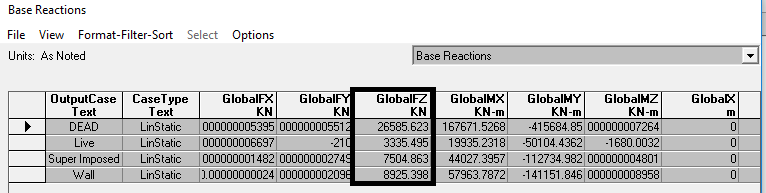 Base Reactions
File View Format-Filter-Sort Select Options
Units: As Noted
Base Reactions
OutputCase CaseType GlobalFX GlobalFY GlobalFZ GlobalMX GlobalMY GlobalMZ GlobalX
Text Text KN KN KN KN-m KN-m KN-m m
DEAD LinStatic 000000005395 000000005512 26585.623 167671.5268 -415684.85 000000007264 0
Live LinStatic 000000006697 -210 3335.495 19935.2318 -50104.4362 -1680.0032 0
Super Imposed LinStatic 000000001482 000000002749 7504.863 44027.3957 -112734.982 000000004801 0
Wall LinStatic 0.0000000024 000000002096 8925.398 57963.7872 -141151.846 000000008958 0